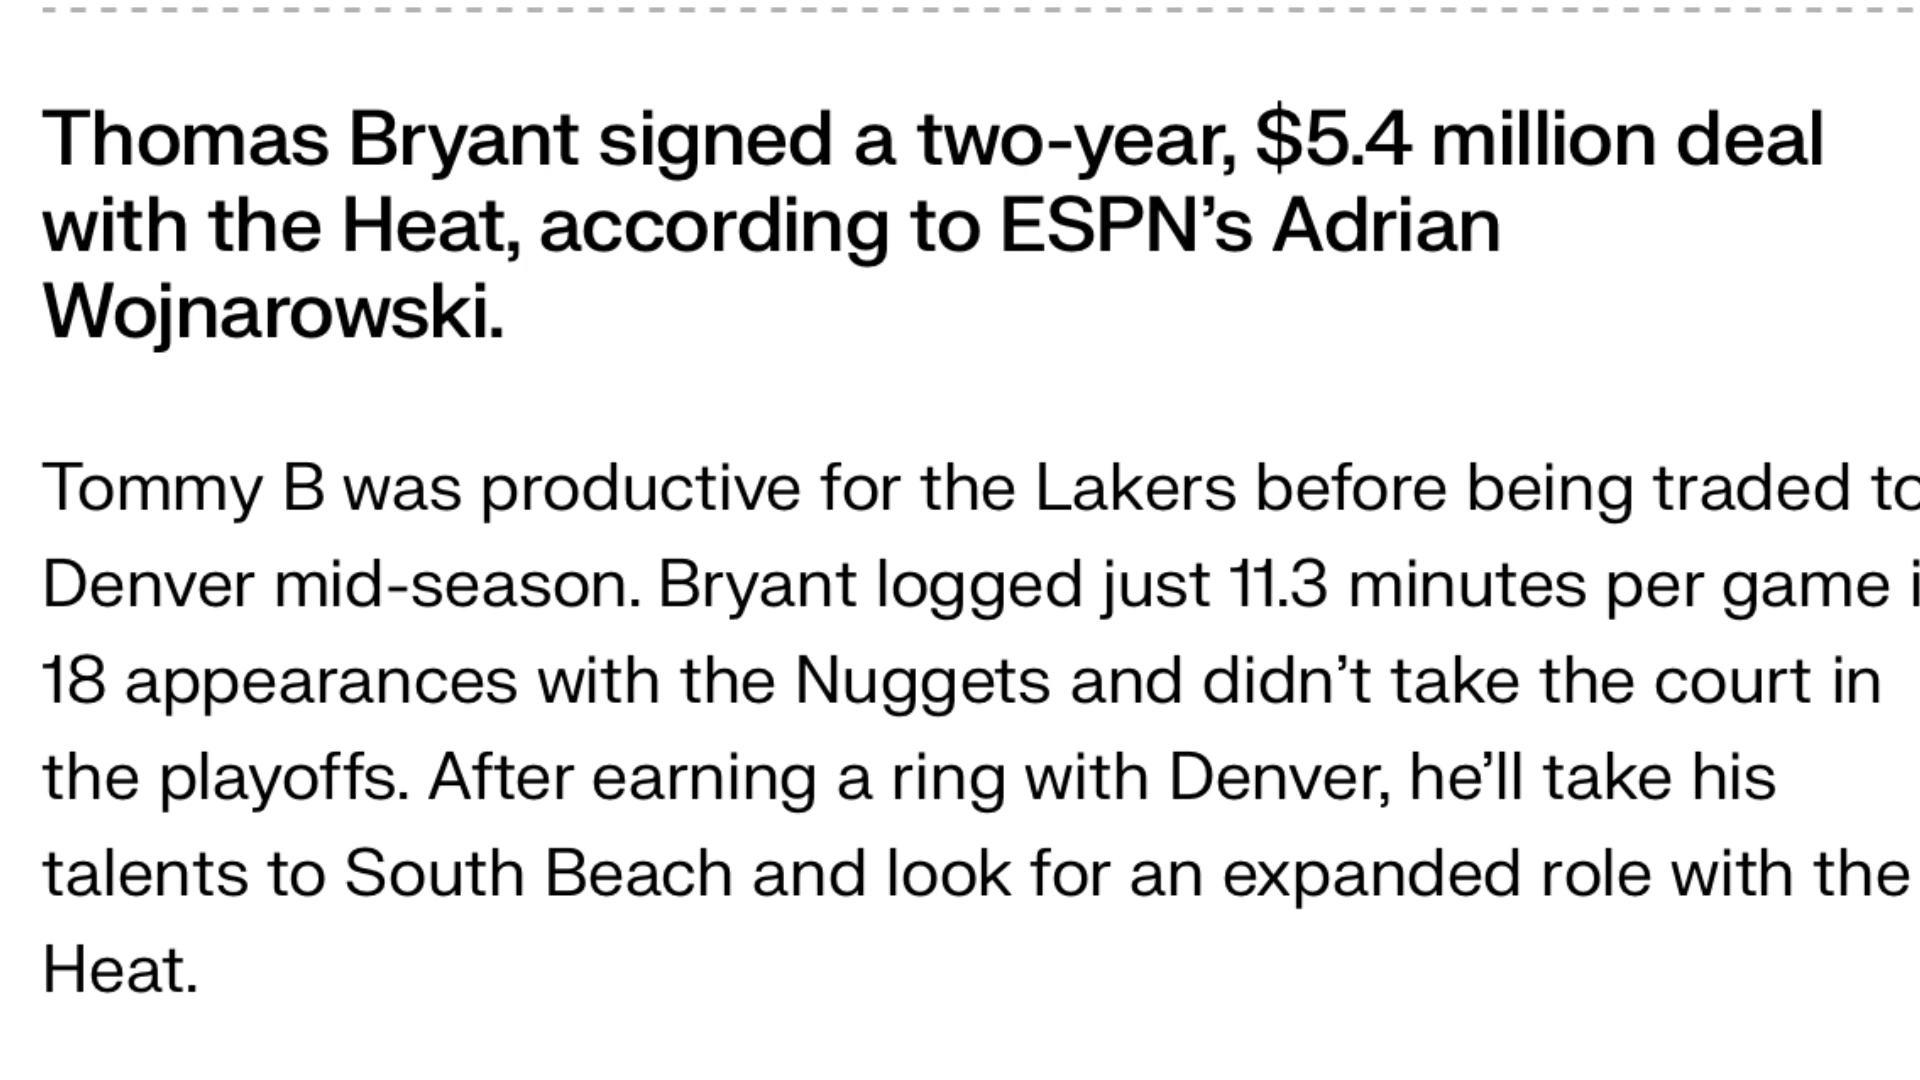 Thomas Bryant signed a two-year, $5.4 million deal
with the Heat, according to ESPN’s Adrian
Wojnarowski.
Tommy B was productive for the Lakers before being traded to
Denver mid-season. Bryant logged just 11.3 minutes per game
18 appearances with the Nuggets and didn’t take the court in
the playoffs. After earning a ring with Denver, he’ll take his
talents to South Beach and look for an expanded role with the
Heat.